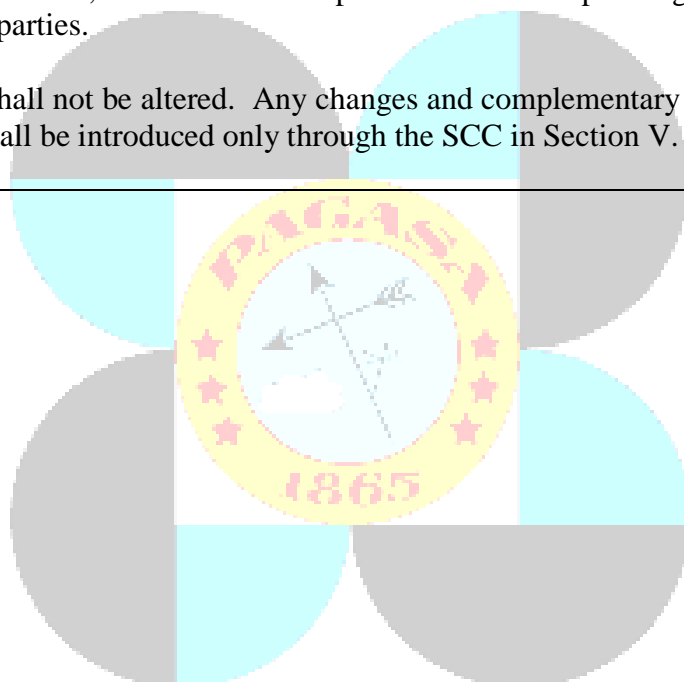 parties.
hall not be altered. Any changes and complementary
all be introduced only through the SCC in Section V.
PAGASA
1865